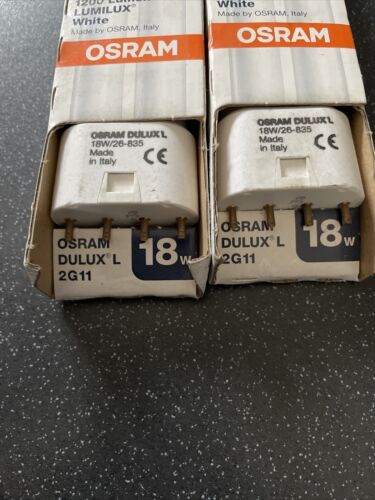 1200 Lumen
LUMILUX®
White
Made by OSRAM, Italy
OSRAM
OSRAM DULUX L
18W/26-835
Made
in Italy
CE
OSRAM
DULUX® L
2G11
18W
White
Made by OSRAM, Italy
OSRAM
OSRAM DULUX L
18W/26-835
Made
in Italy
CE
OSRAM
DULUX® L
2G11
18W